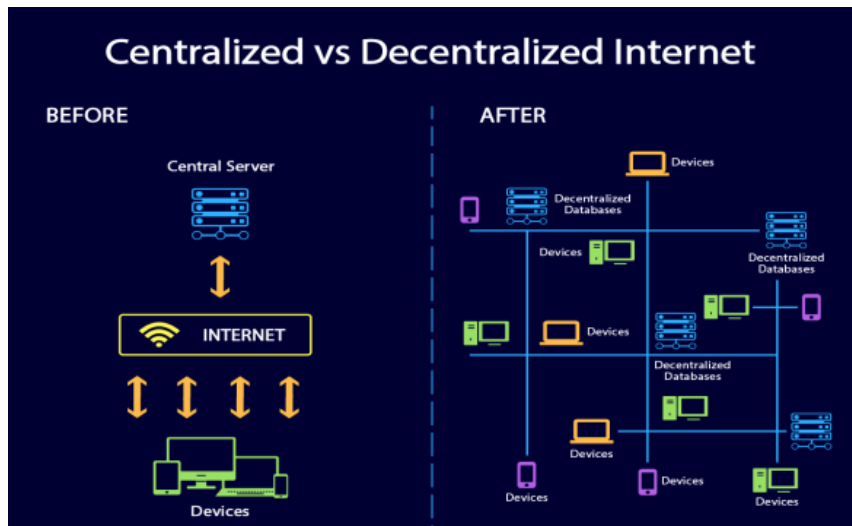 Centralized vs Decentralized Internet
BEFORE
Central Server
INTERNET
Devices
AFTER
Devices
Decentralized
Databases
Devices
Decentralized
Databases
Devices
Decentralized
Databases
Devices
Devices
Devices
Devices